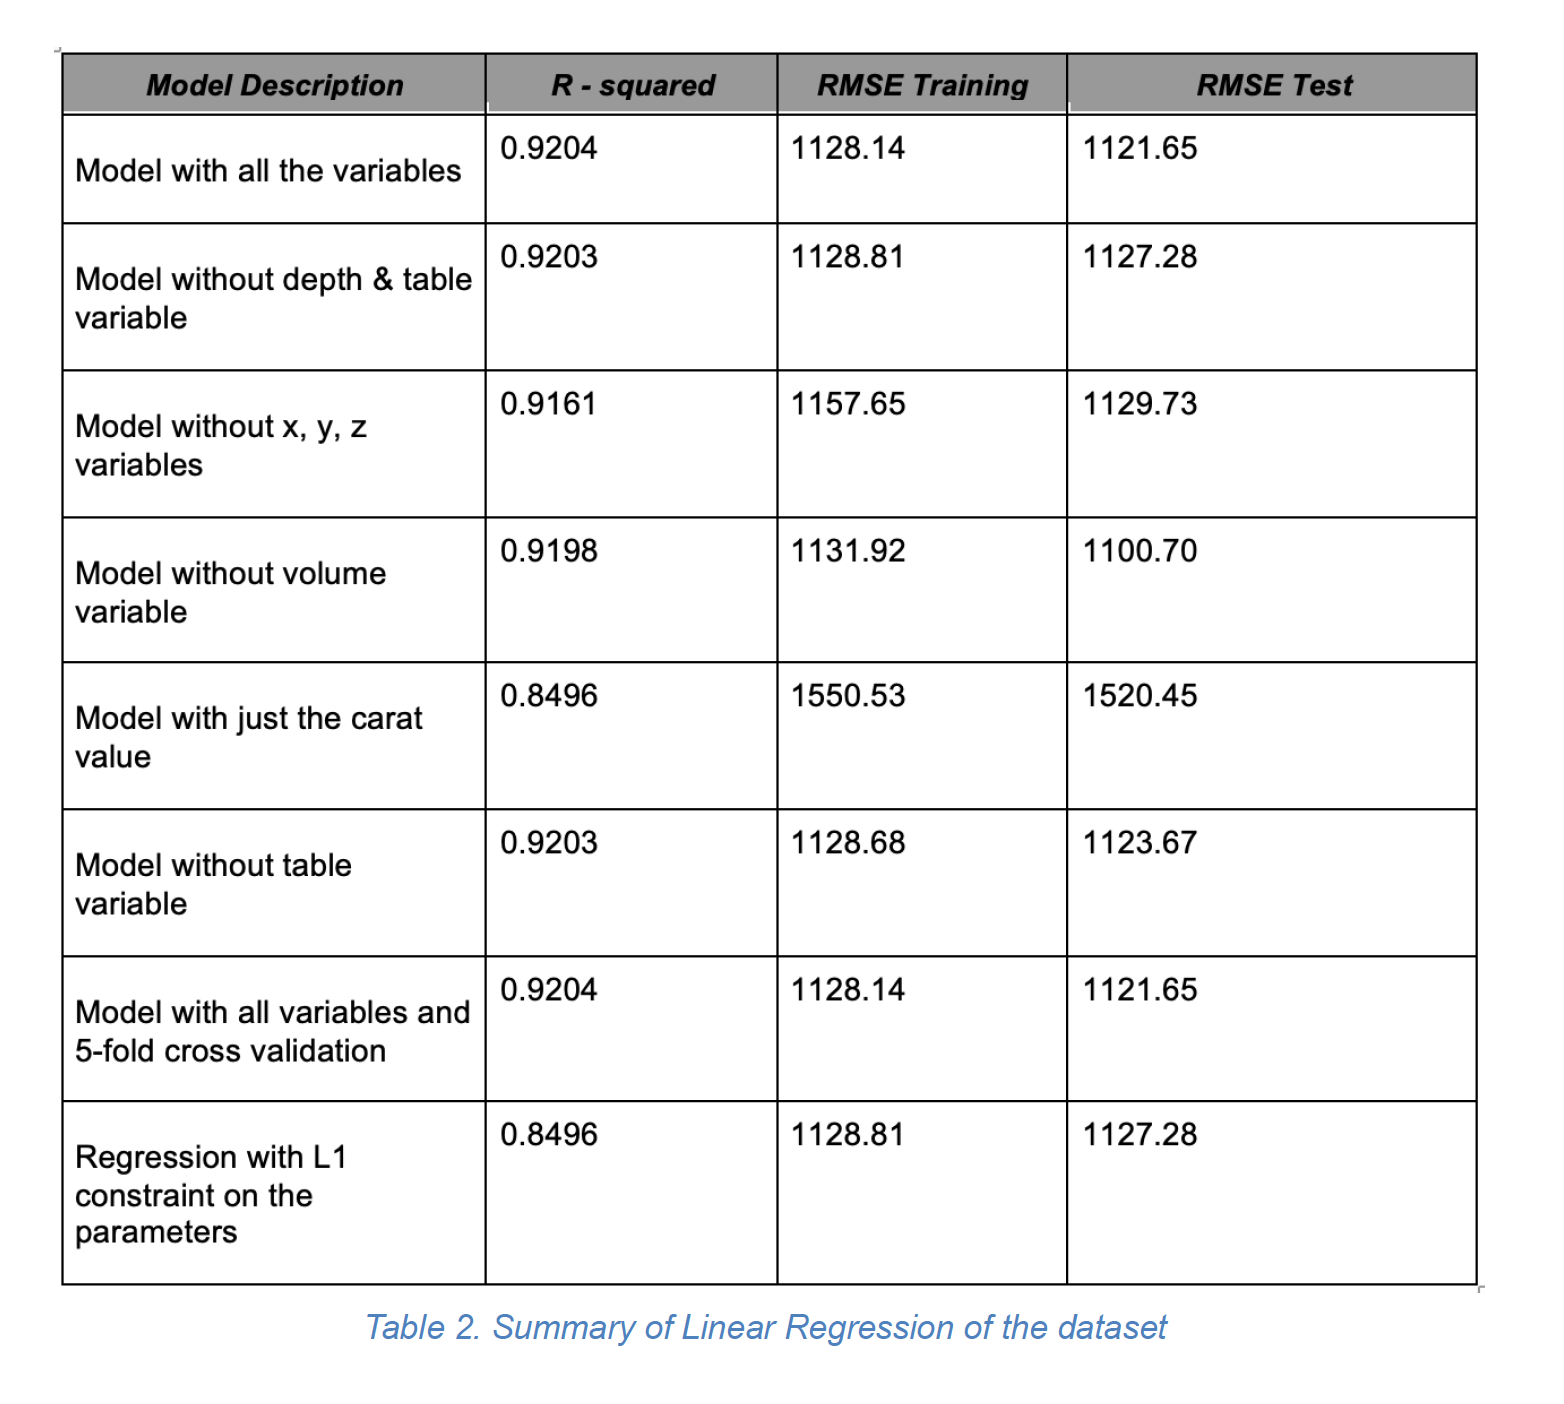 Model Description R - squared RMSE Training RMSE Test
Model with all the variables 0.9204 1128.14 1121.65
Model without depth & table 0.9203 1128.81 1127.28
variable
Model without x, y, z 0.9161 1157.65 1129.73
variables
Model without volume 0.9198 1131.92 1100.70
variable
Model with just the carat 0.8496 1550.53 1520.45
value
Model without table 0.9203 1128.68 1123.67
variable
Model with all variables and 0.9204 1128.14 1121.65
5-fold cross validation
Regression with L1 0.8496 1128.81 1127.28
constraint on the
parameters
Table 2. Summary of Linear Regression of the dataset